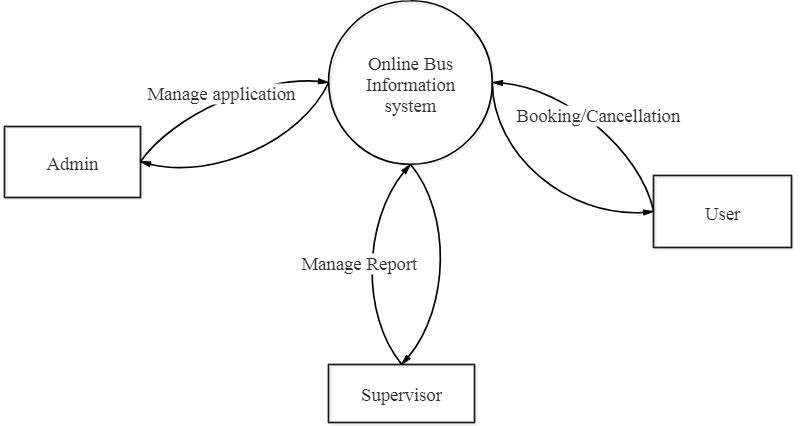 Online Bus
Information
system
Manage application
Booking/Cancellation
Admin
User
Manage Report
Supervisor